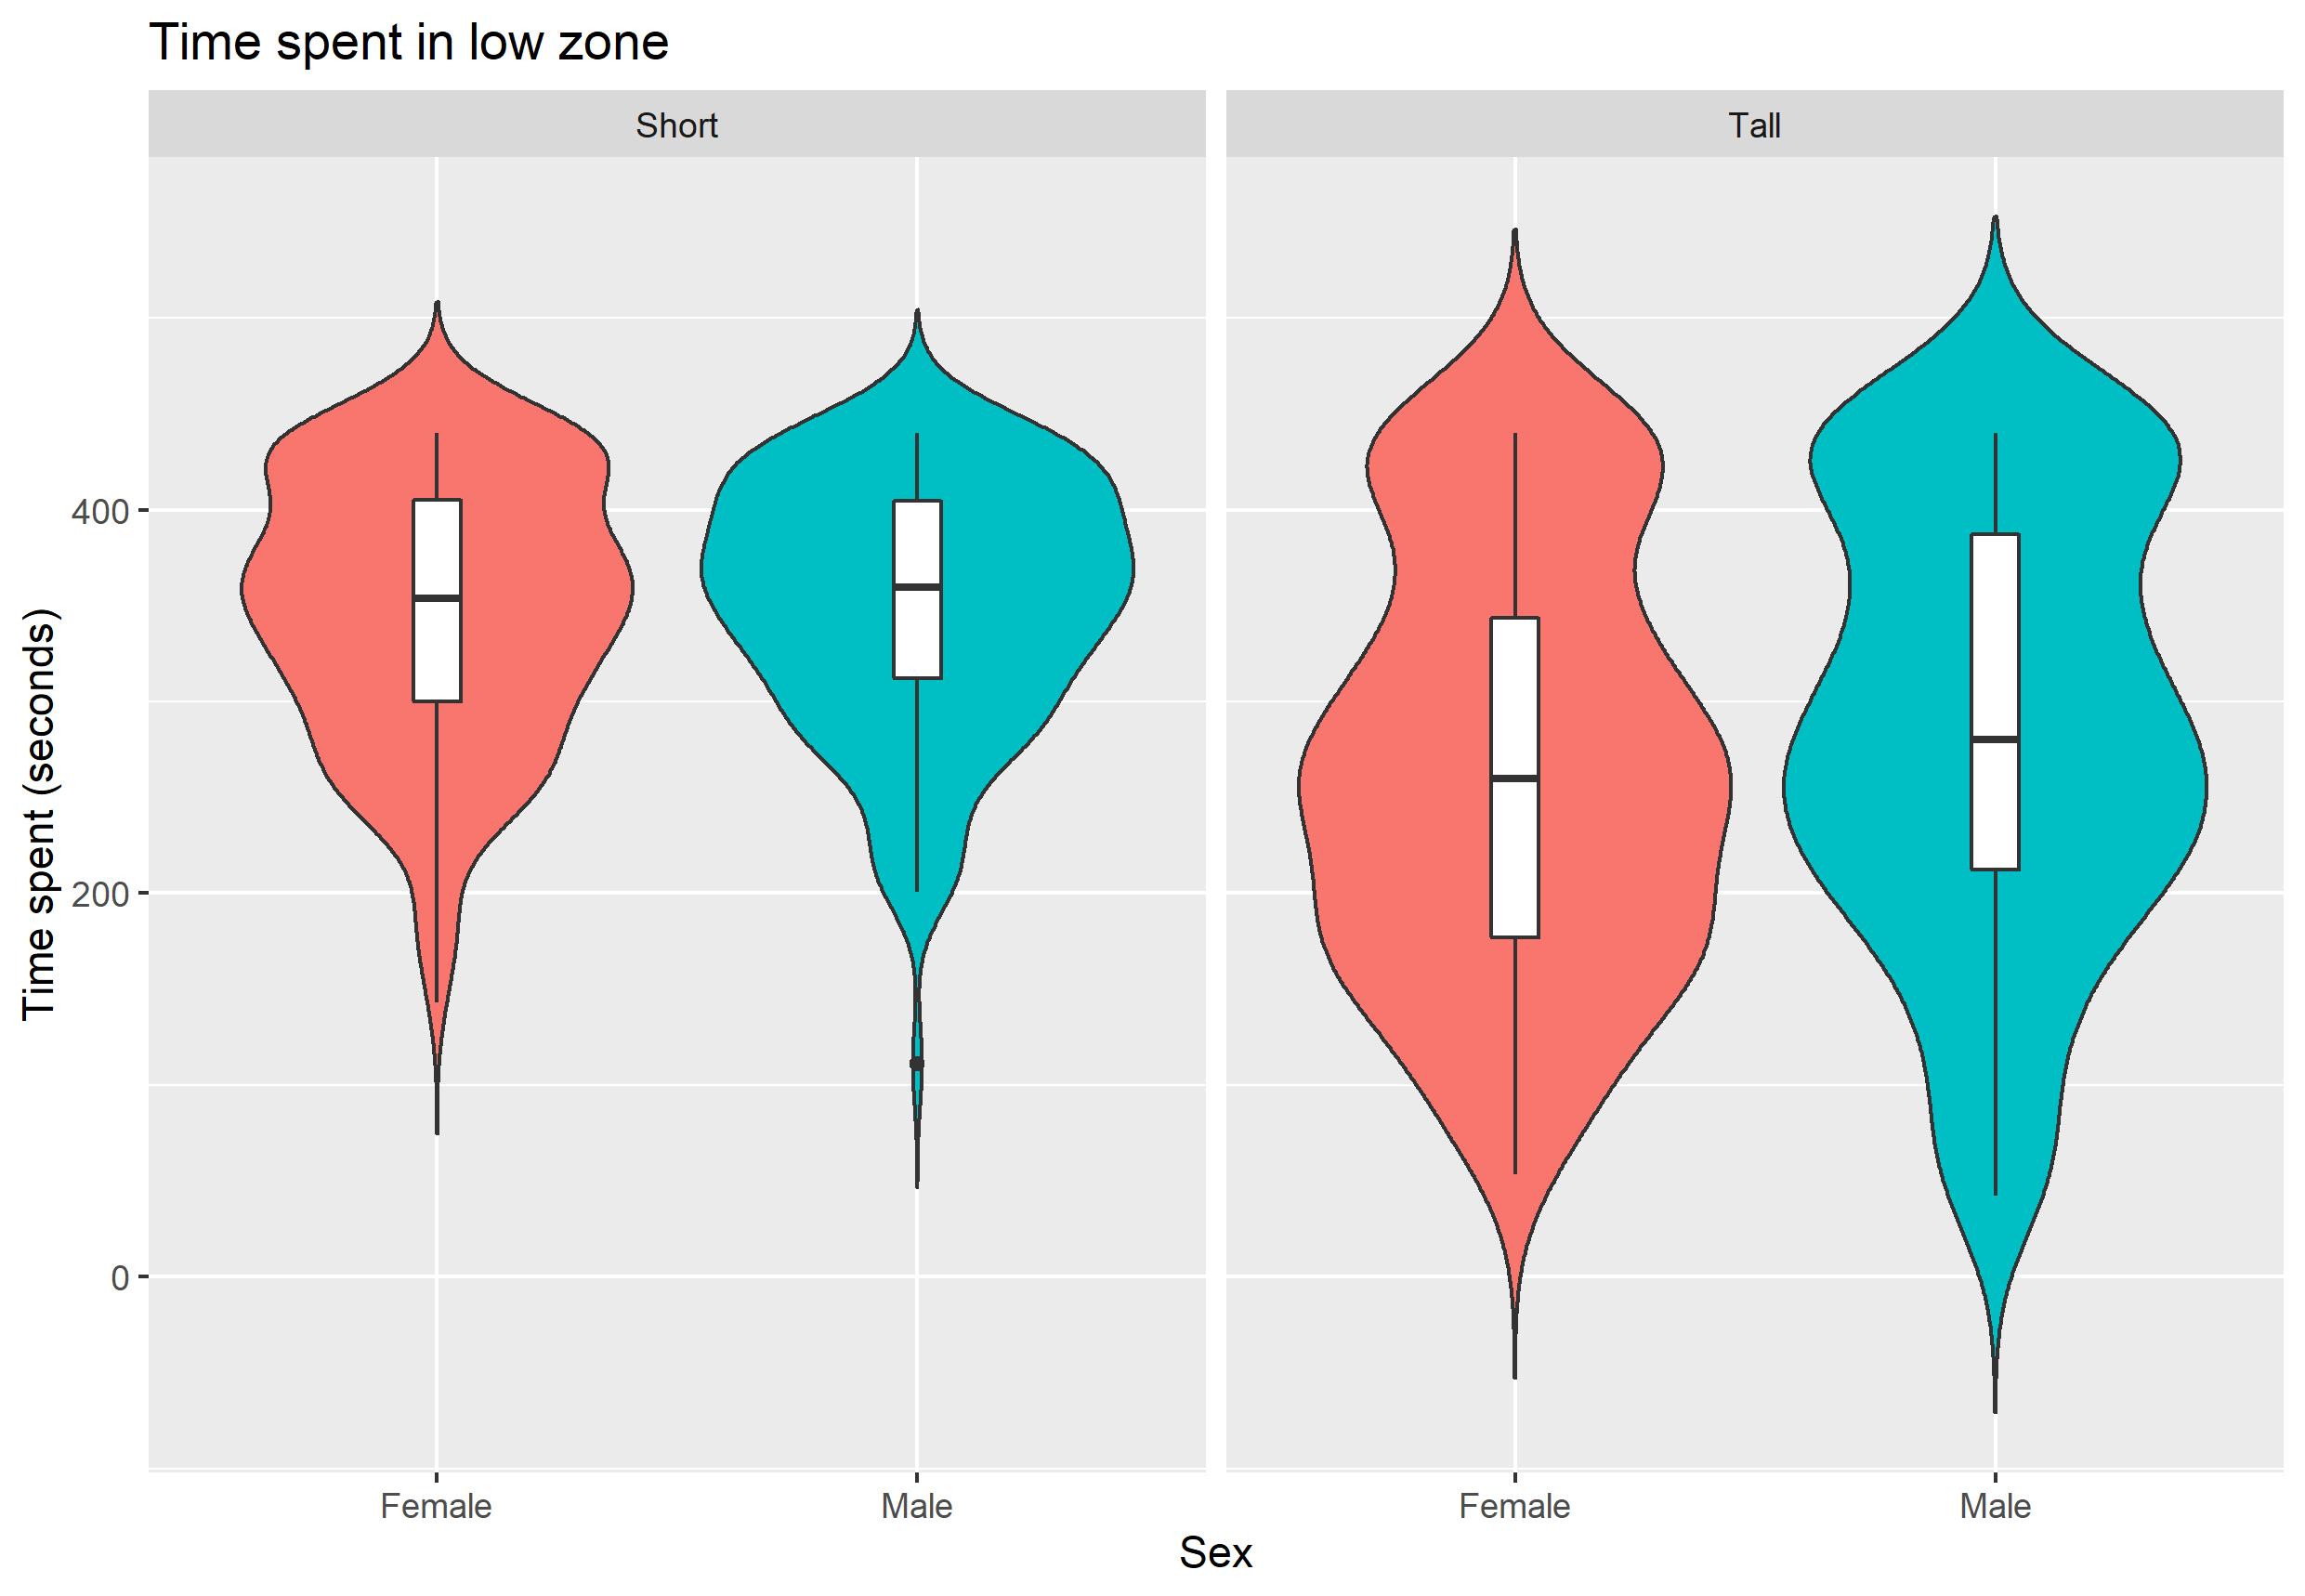 Time spent in low zone
Short
Tall
Time spent (seconds)
400
200
0
Female
Male
Female
Male
Sex